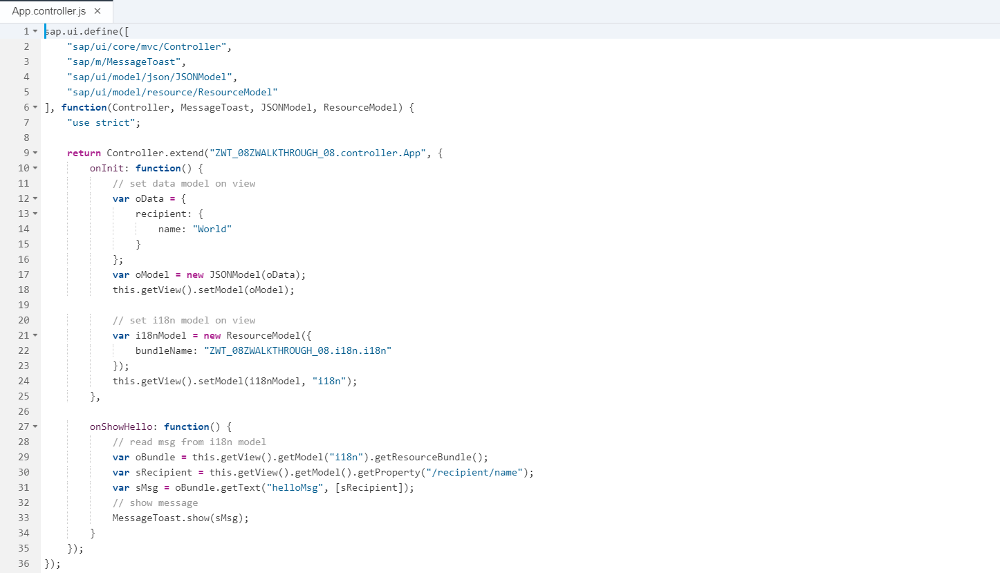 App.controller.js ×
1 sap.ui.define([
2 "sap/ui/core/mvc/Controller",
3 "sap/m/MessageToast",
4 "sap/ui/model/json/JSONModel",
5 "sap/ui/model/resource/ResourceModel"
6 ], function(Controller, MessageToast, JSONModel, ResourceModel) {
7 "use strict";
8
9 return Controller.extend("ZWT_08ZWALKTHROUGH_08.controller.App", {
10 onInit: function() {
11 // set data model on view
12 var oData = {
13 recipient: {
14 name: "World"
15 }
16 };
17 var oModel = new JSONModel(oData);
18 this.getView().setModel(oModel);
19
20 // set i18n model on view
21 var i18nModel = new ResourceModel({
22 bundleName: "ZWT_08ZWALKTHROUGH_08.i18n.i18n"
23 });
24 this.getView().setModel(i18nModel, "i18n");
25 },
26
27 onShowHello: function() {
28 // read msg from i18n model
29 var oBundle = this.getView().getModel("i18n").getResourceBundle();
30 var sRecipient = this.getView().getModel().getProperty("/recipient/name");
31 var sMsg = oBundle.getText("helloMsg", [sRecipient]);
32 // show message
33 MessageToast.show(sMsg);
34 }
35 });
36 });